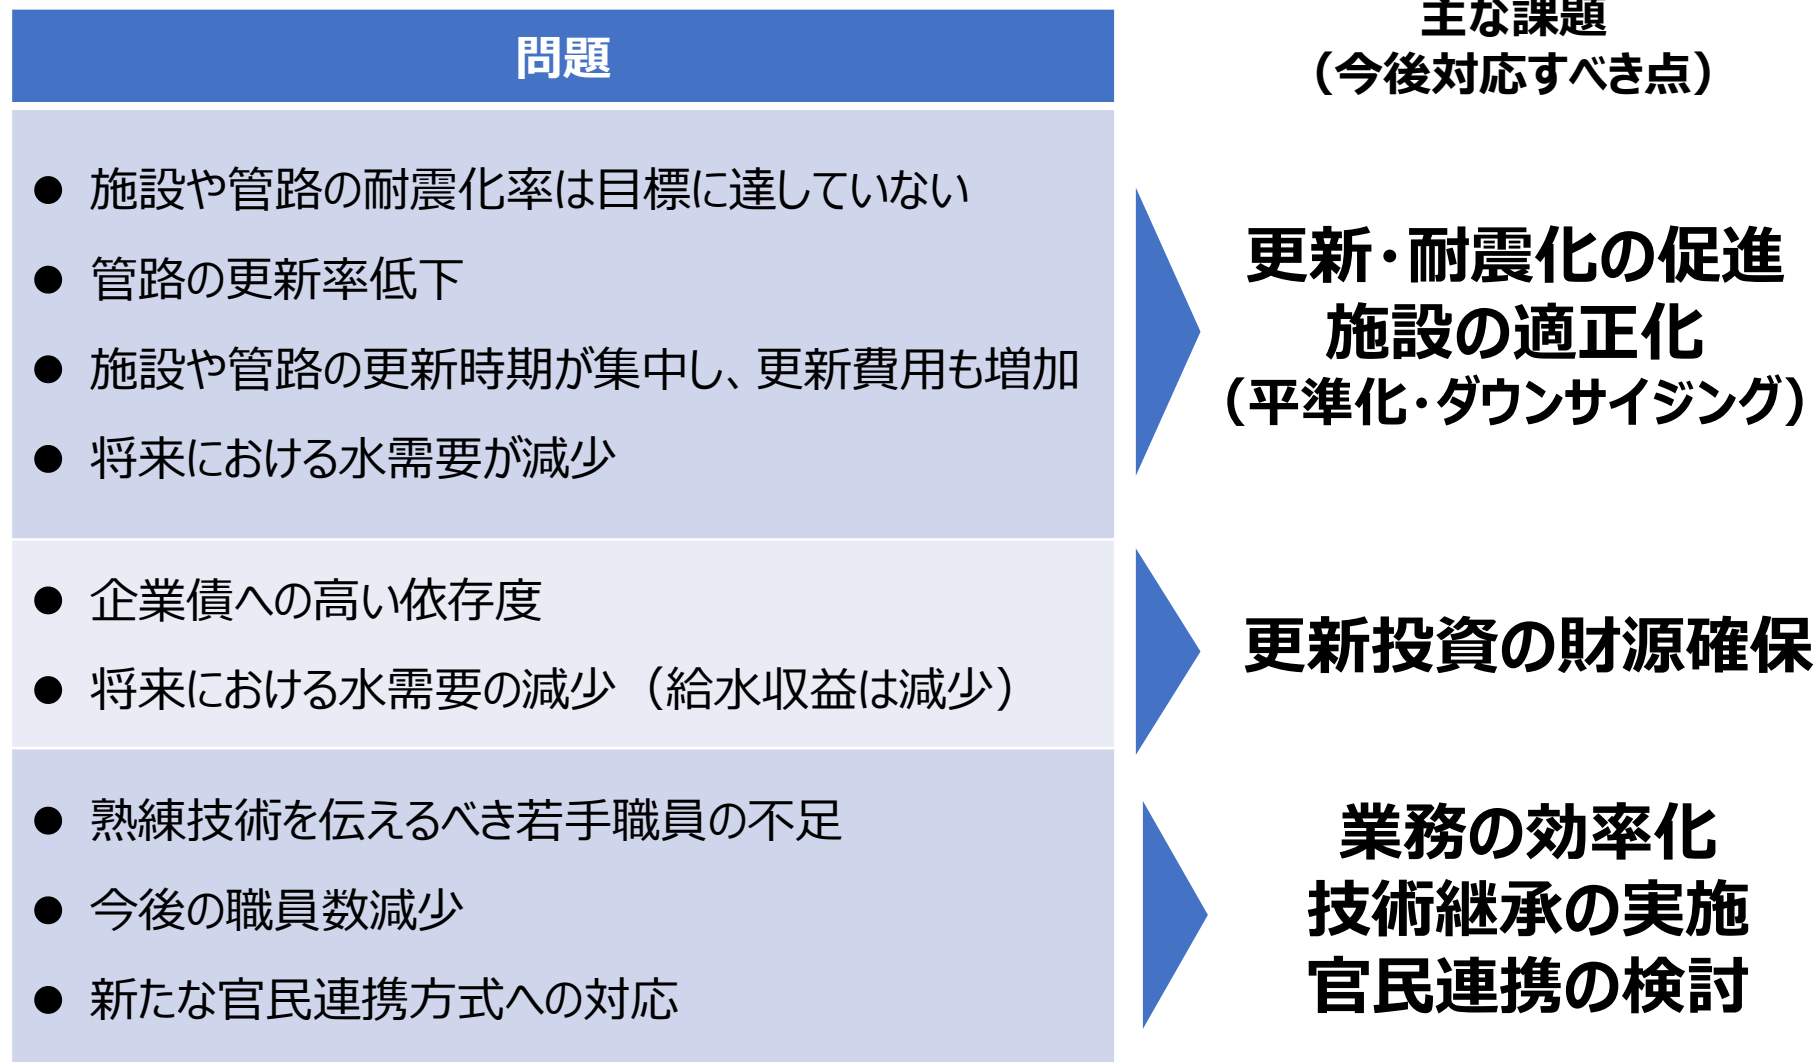 問題
主な課題
（今後対応すべき点）
● 施設や管路の耐震化率は目標に達していない
● 管路の更新率低下
● 施設や管路の更新時期が集中し、更新費用も増加
● 将来における水需要が減少
更新・耐震化の促進
施設の適正化
（平準化・ダウンサイジング）
● 企業債への高い依存度
● 将来における水需要の減少（給水収益は減少）
更新投資の財源確保
● 熟練技術を伝えるべき若手職員の不足
● 今後の職員数減少
● 新たな官民連携方式への対応
業務の効率化
技術継承の実施
官民連携の検討